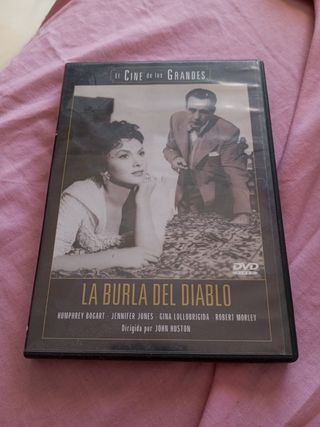 El CINE de los GRANDES
DVD
VIDEO
LA BURLA DEL DIABLO
HUMPHREY BOGART · JENNIFER JONES · GINA LOLLOBRIGIDA · ROBERT MORLEY
Dirigida por JOHN HUSTON